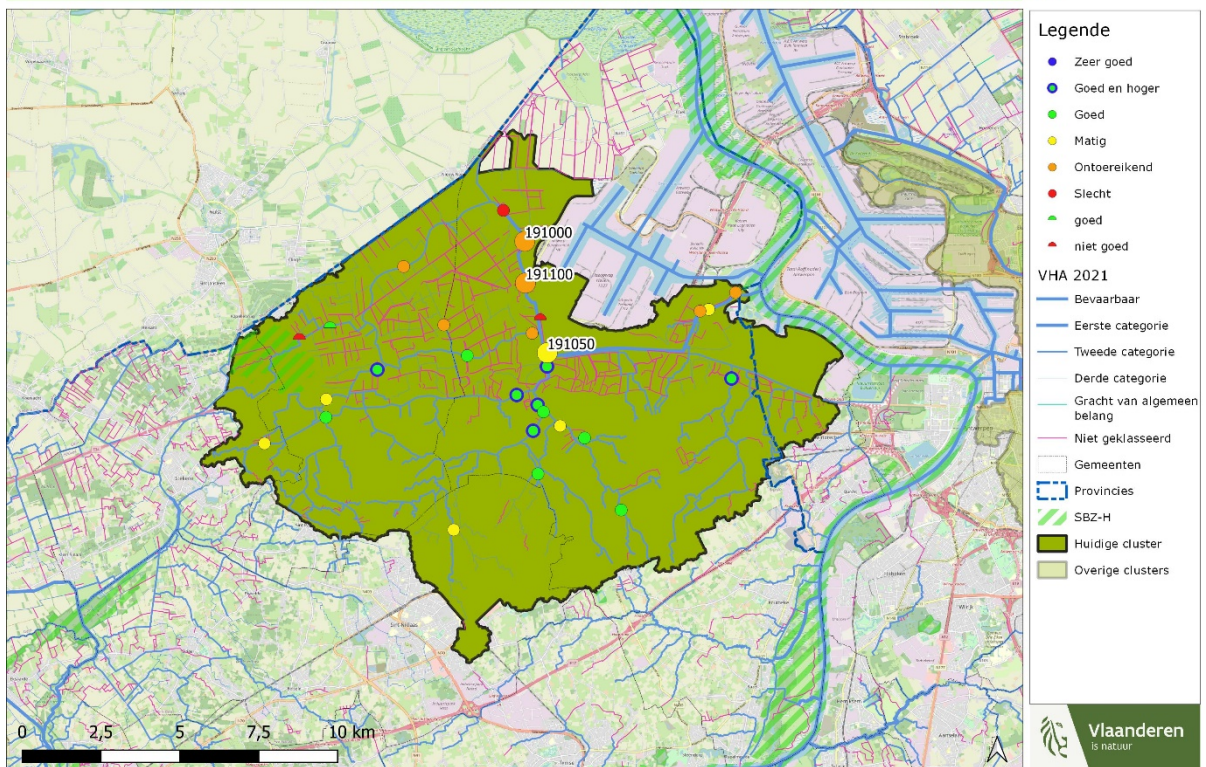 191000
191100
191050
0 2,5 5 7,5 10 km
Legende
Zeer goed
Goed en hoger
Goed
Matig
Ontoereikend
Slecht
goed
niet goed
VHA 2021
Bevaarbaar
Eerste categorie
Tweede categorie
Derde categorie
Gracht van algemeen
belang
Niet geklasseerd
Gemeenten
Provincies
SBZ-H
Huidige cluster
Overige clusters
Vlaanderen
is natuur